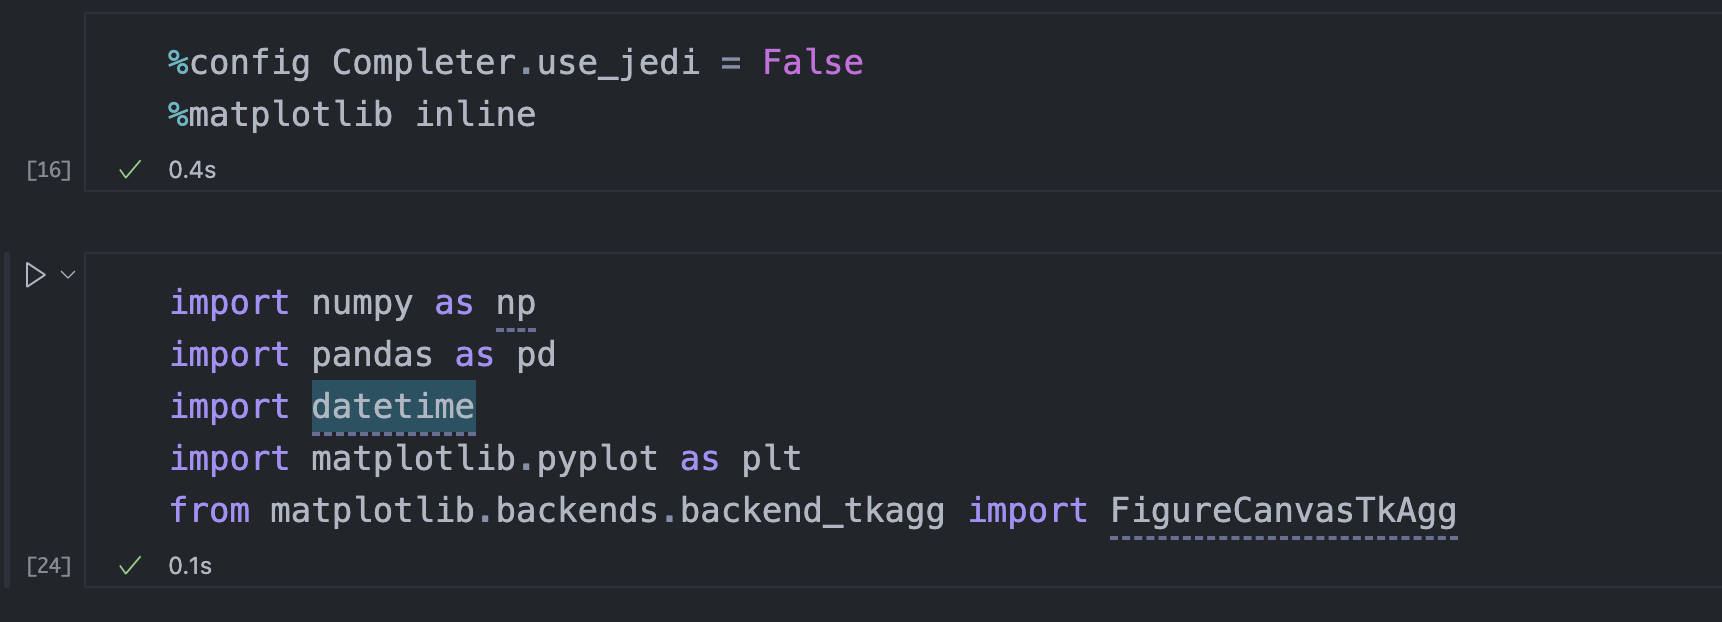 %config Completer.use_jedi = False
%matplotlib inline
[16] 0.4s
import numpy as np
import pandas as pd
import datetime
import matplotlib.pyplot as plt
from matplotlib.backends.backend_tkagg import FigureCanvasTkAgg
[24] 0.1s